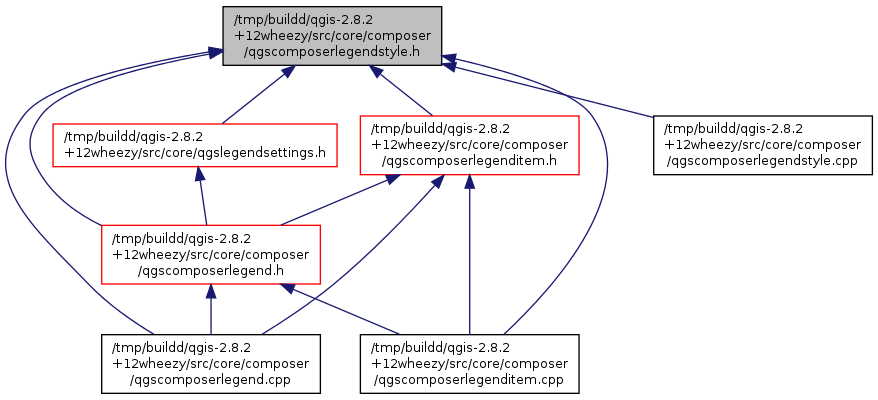 /tmp/buildd/qgis-2.8.2
+12wheezy/src/core/composer
/qgscomposerlegendstyle.h
/tmp/buildd/qgis-2.8.2
+12wheezy/src/core/qgslegendsettings.h
/tmp/buildd/qgis-2.8.2
+12wheezy/src/core/composer
/qgscomposerlegenditem.h
/tmp/buildd/qgis-2.8.2
+12wheezy/src/core/composer
/qgscomposerlegendstyle.cpp
/tmp/buildd/qgis-2.8.2
+12wheezy/src/core/composer
/qgscomposerlegend.h
/tmp/buildd/qgis-2.8.2
+12wheezy/src/core/composer
/qgscomposerlegend.cpp
/tmp/buildd/qgis-2.8.2
+12wheezy/src/core/composer
/qgscomposerlegenditem.cpp